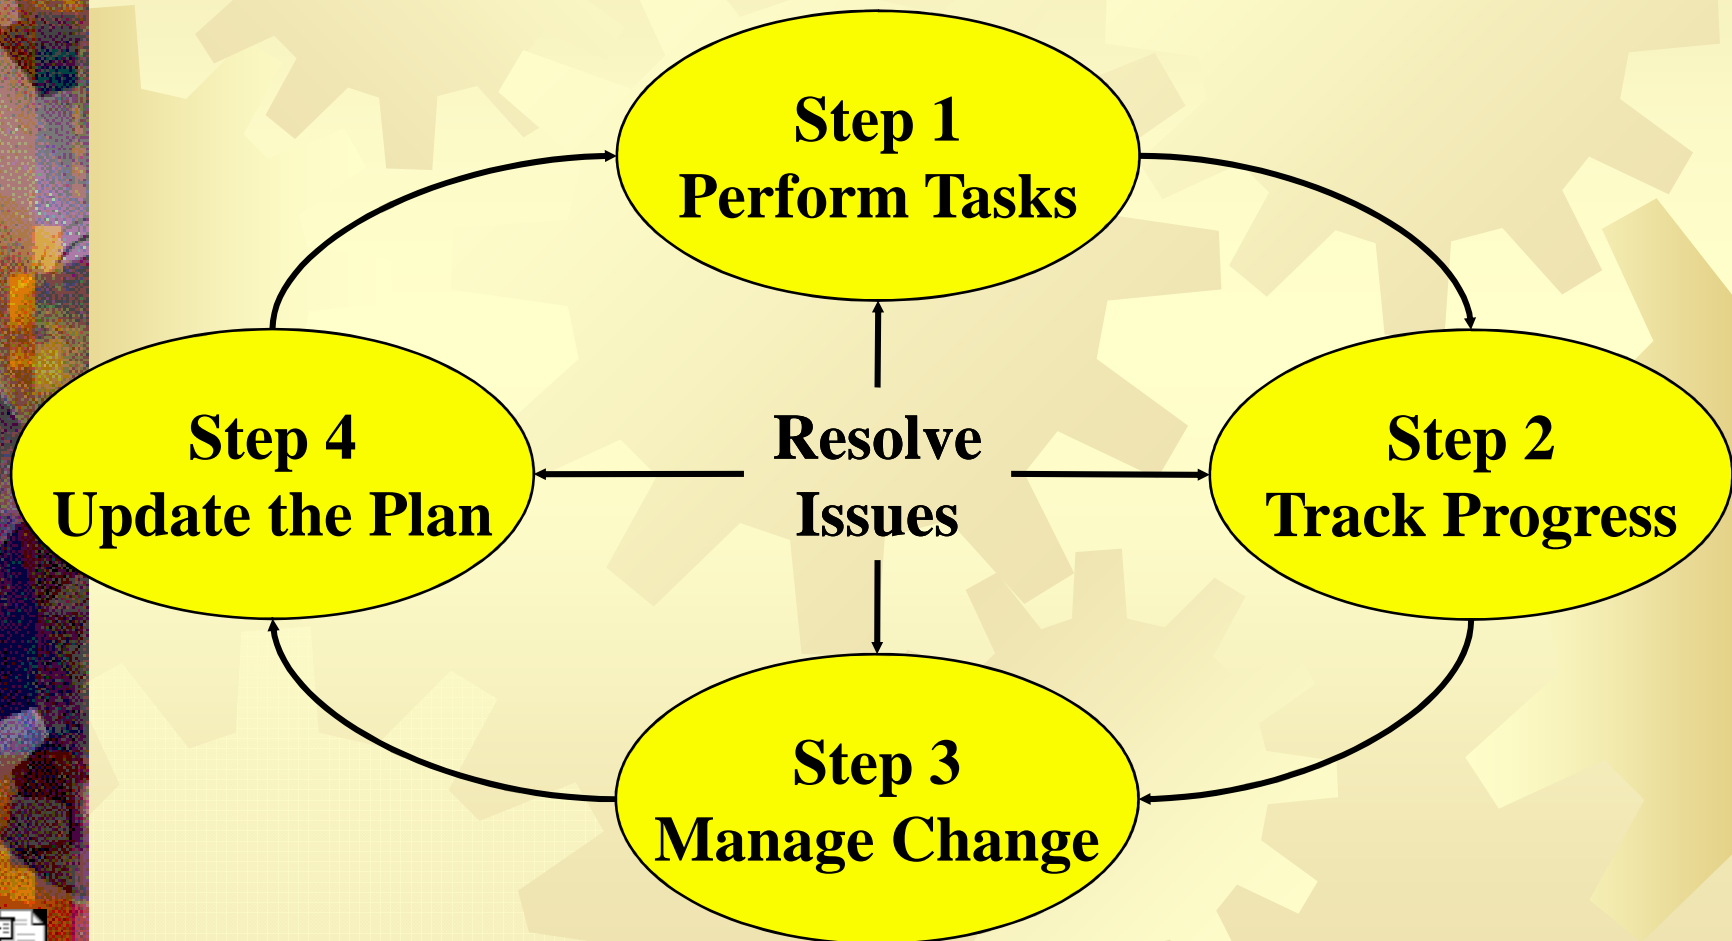 Step 1
Perform Tasks
Step 4
Update the Plan
Resolve
Issues
Step 2
Track Progress
Step 3
Manage Change